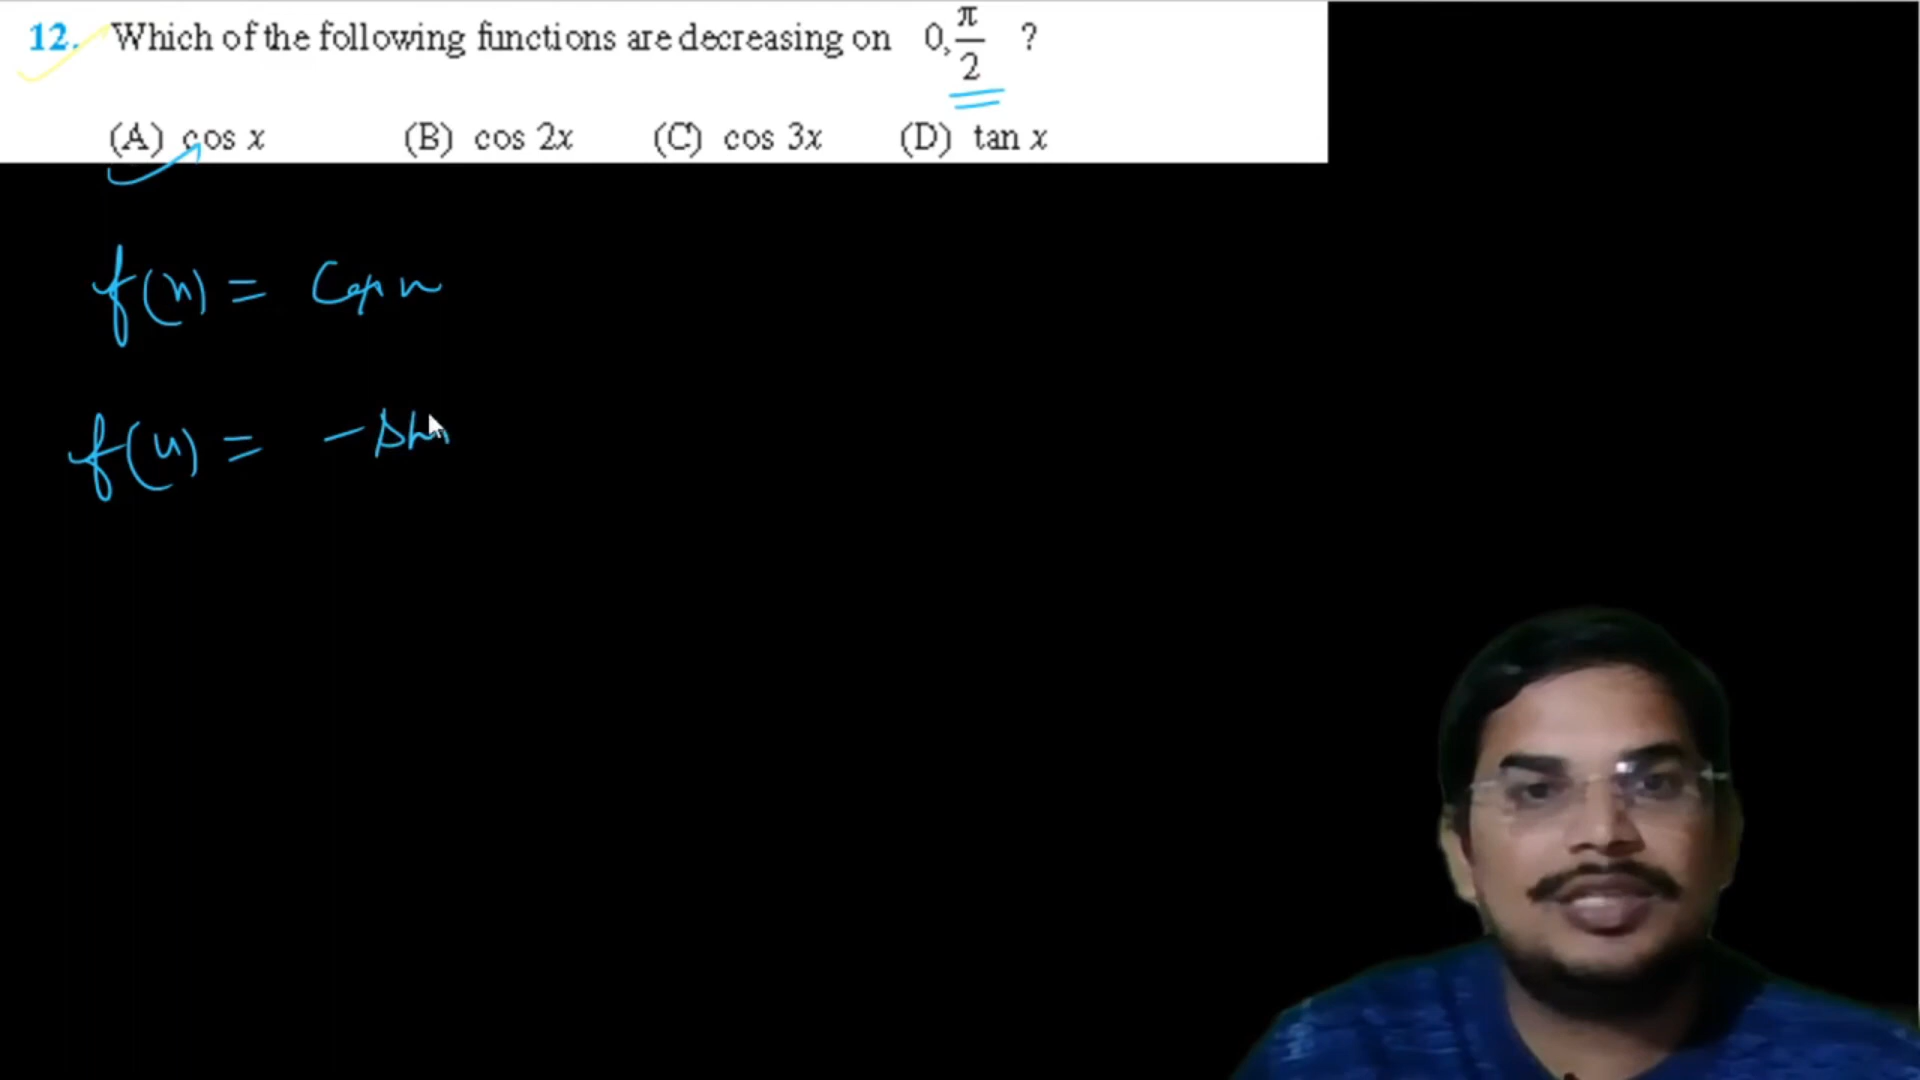 12. Which of the following functions are decreasing on 0, π/2 ?
(A) cos x (B) cos 2x (C) cos 3x (D) tan x
f(x) = Cos x
f(x) = - Sin